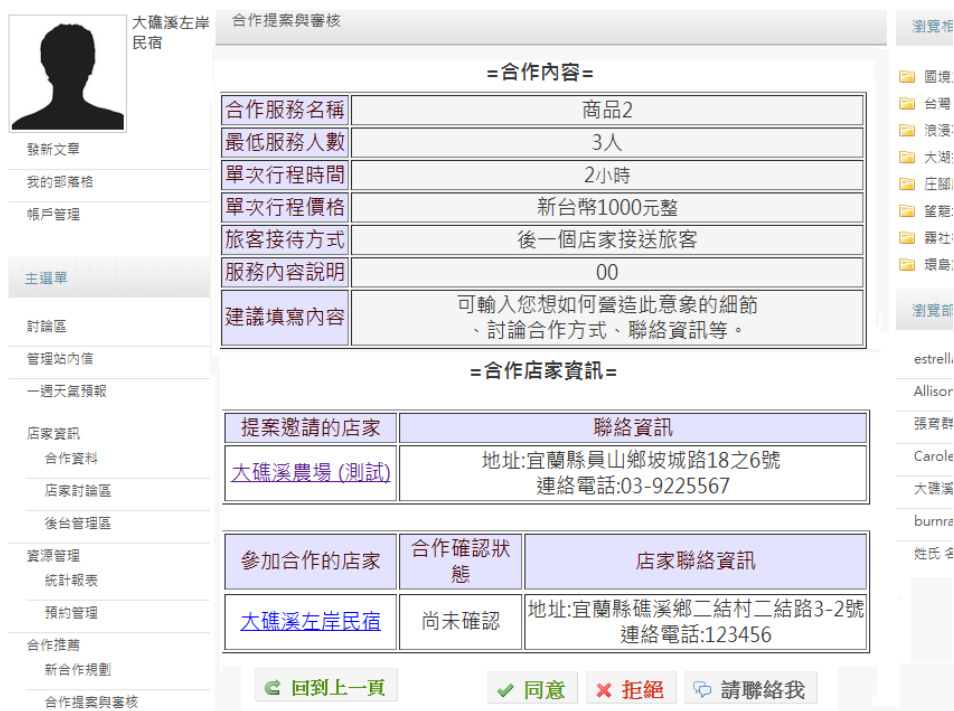 大礁溪左岸
民宿
發新文章
我的部落格
帳戶管理
主選單
討論區
管理站內信
一週天氣預報
店家資訊
合作資料
店家討論區
後台管理區
資源管理
統計報表
預約管理
合作推薦
新合作規劃
合作提案與審核
合作提案與審核
=合作內容=
合作服務名稱 商品2
最低服務人數 3人
單次行程時間 2小時
單次行程價格 新台幣1000元整
旅客接待方式 後一個店家接送旅客
服務內容說明 00
建議填寫內容 可輸入您想如何營造此意象的細節
、討論合作方式、聯絡資訊等。
=合作店家資訊=
提案邀請的店家 聯絡資訊
大礁溪農場 (測試) 地址:宜蘭縣員山鄉坡城路18之6號
連絡電話:03-9225567
參加合作的店家 合作確認狀
態 店家聯絡資訊
大礁溪左岸民宿 尚未確認 地址:宜蘭縣礁溪鄉二結村二結路3-2號
連絡電話:123456
回到上一頁 同意 拒絕 請聯絡我
瀏覽相
國境
台灣
浪漫
大湖
庄腳
望龍
霧社
環島
瀏覽部
estrell
Allison
張育群
Carole
大礁溪
burnra
姓氏 名